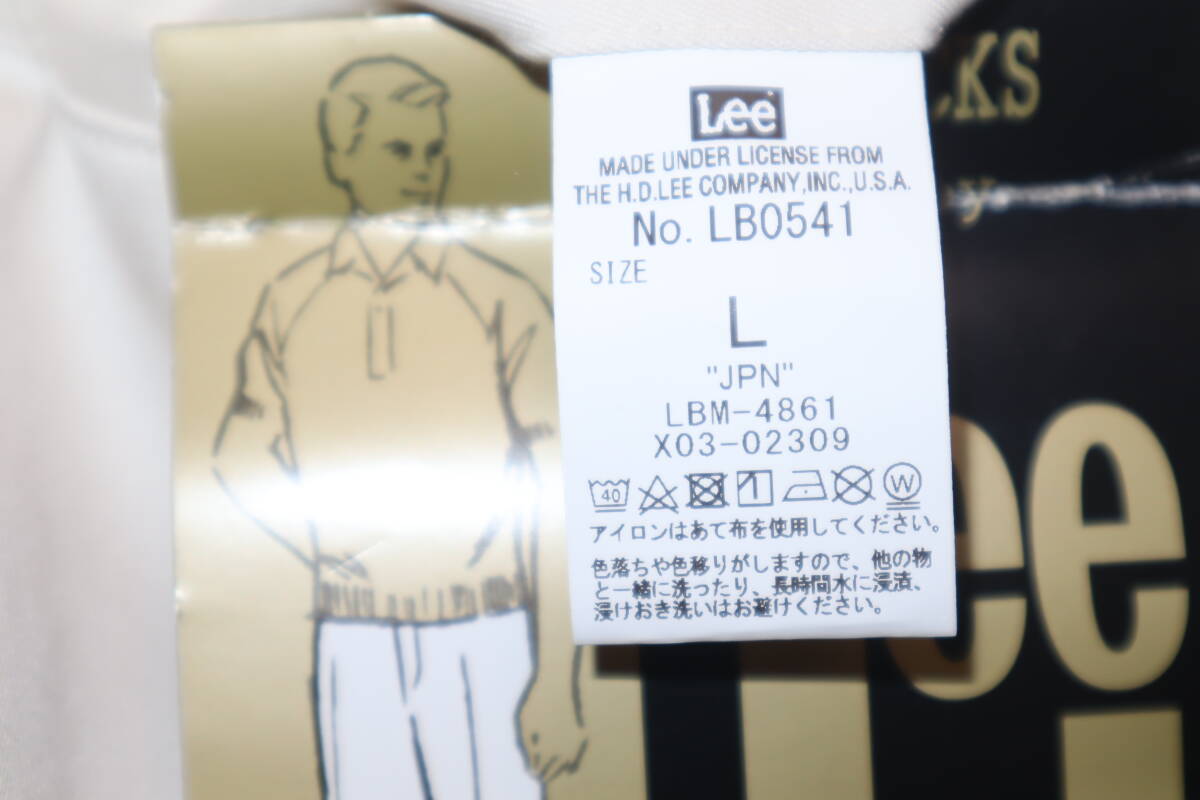 Lee
MADE UNDER LICENSE FROM
THE H.D.LEE COMPANY,INC.,U.S.A.
No. LB0541
SIZE
L
"JPN"
LBM-4861
X03-02309
40
W
アイロンはあて布を使用してください。
色落ちや色移りがしますので、他の物
と一緒に洗ったり、長時間水に浸漬、
浸けおき洗いはお避けください。
CKS
y
ee